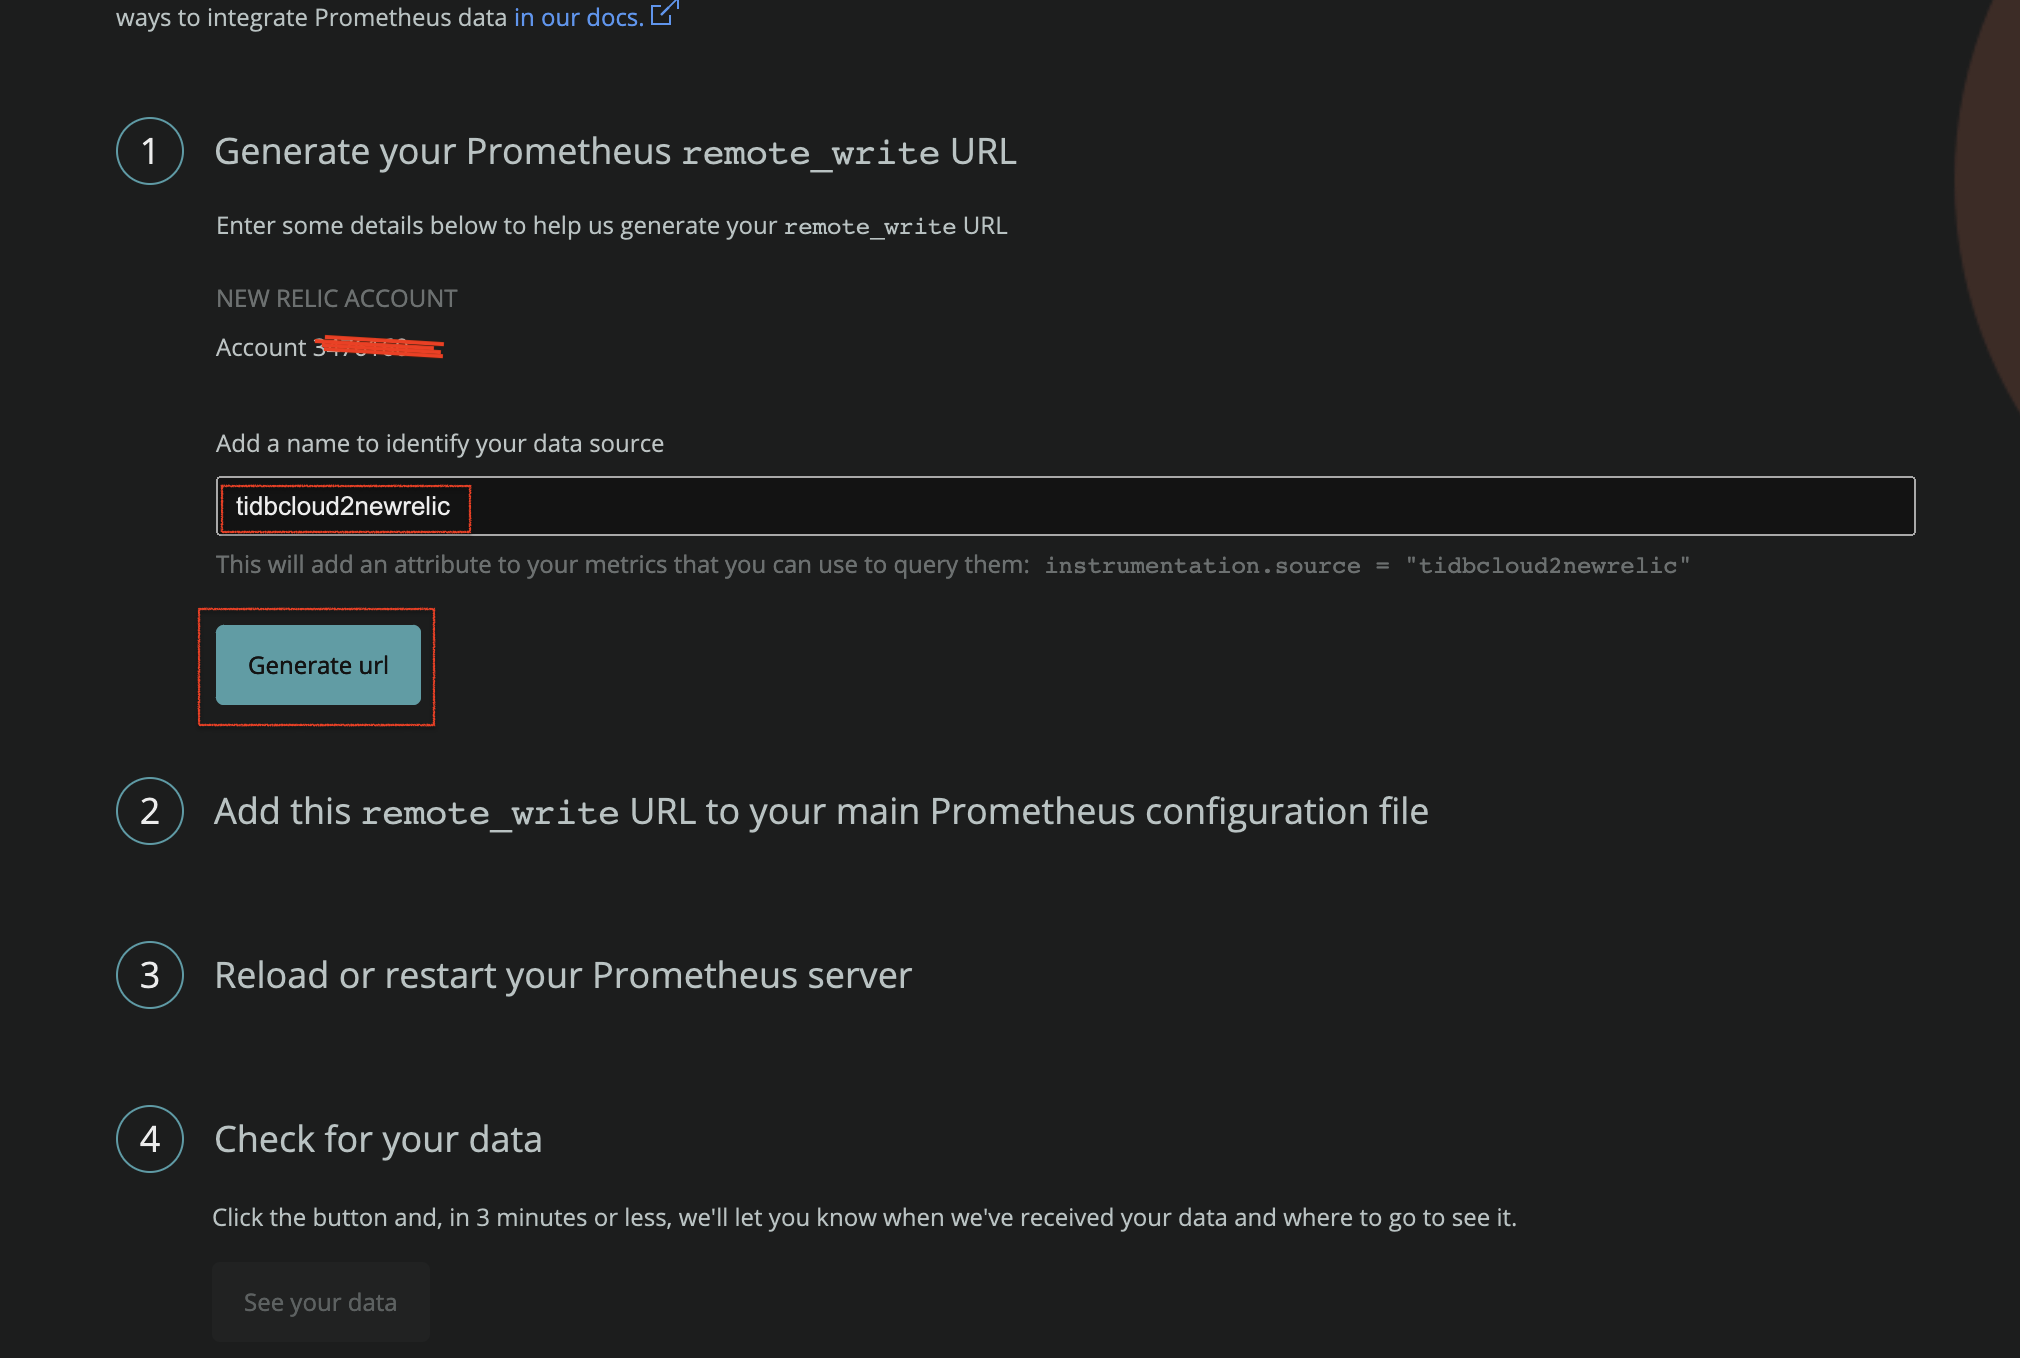 ways to integrate Prometheus data in our docs.
1
Generate your Prometheus remote_write URL
Enter some details below to help us generate your remote_write URL
NEW RELIC ACCOUNT
Account
Add a name to identify your data source
tidbcloud2newrelic
This will add an attribute to your metrics that you can use to query them: instrumentation.source = "tidbcloud2newrelic"
Generate url
2
Add this remote_write URL to your main Prometheus configuration file
3
Reload or restart your Prometheus server
4
Check for your data
Click the button and, in 3 minutes or less, we'll let you know when we've received your data and where to go to see it.
See your data